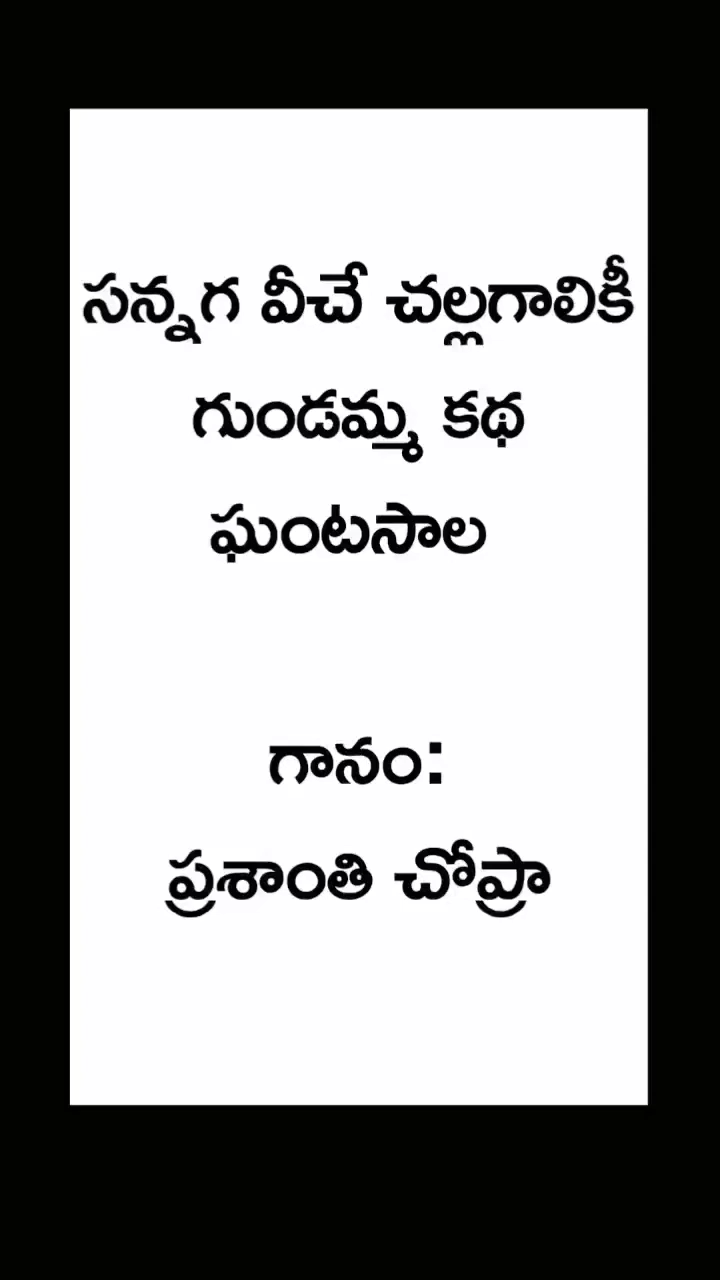 సన్నగ వీచే చల్లగాలికీ
గుండమ్మ కథ
ఘంటసాల
గానం:
ప్రశాంతి చోప్రా